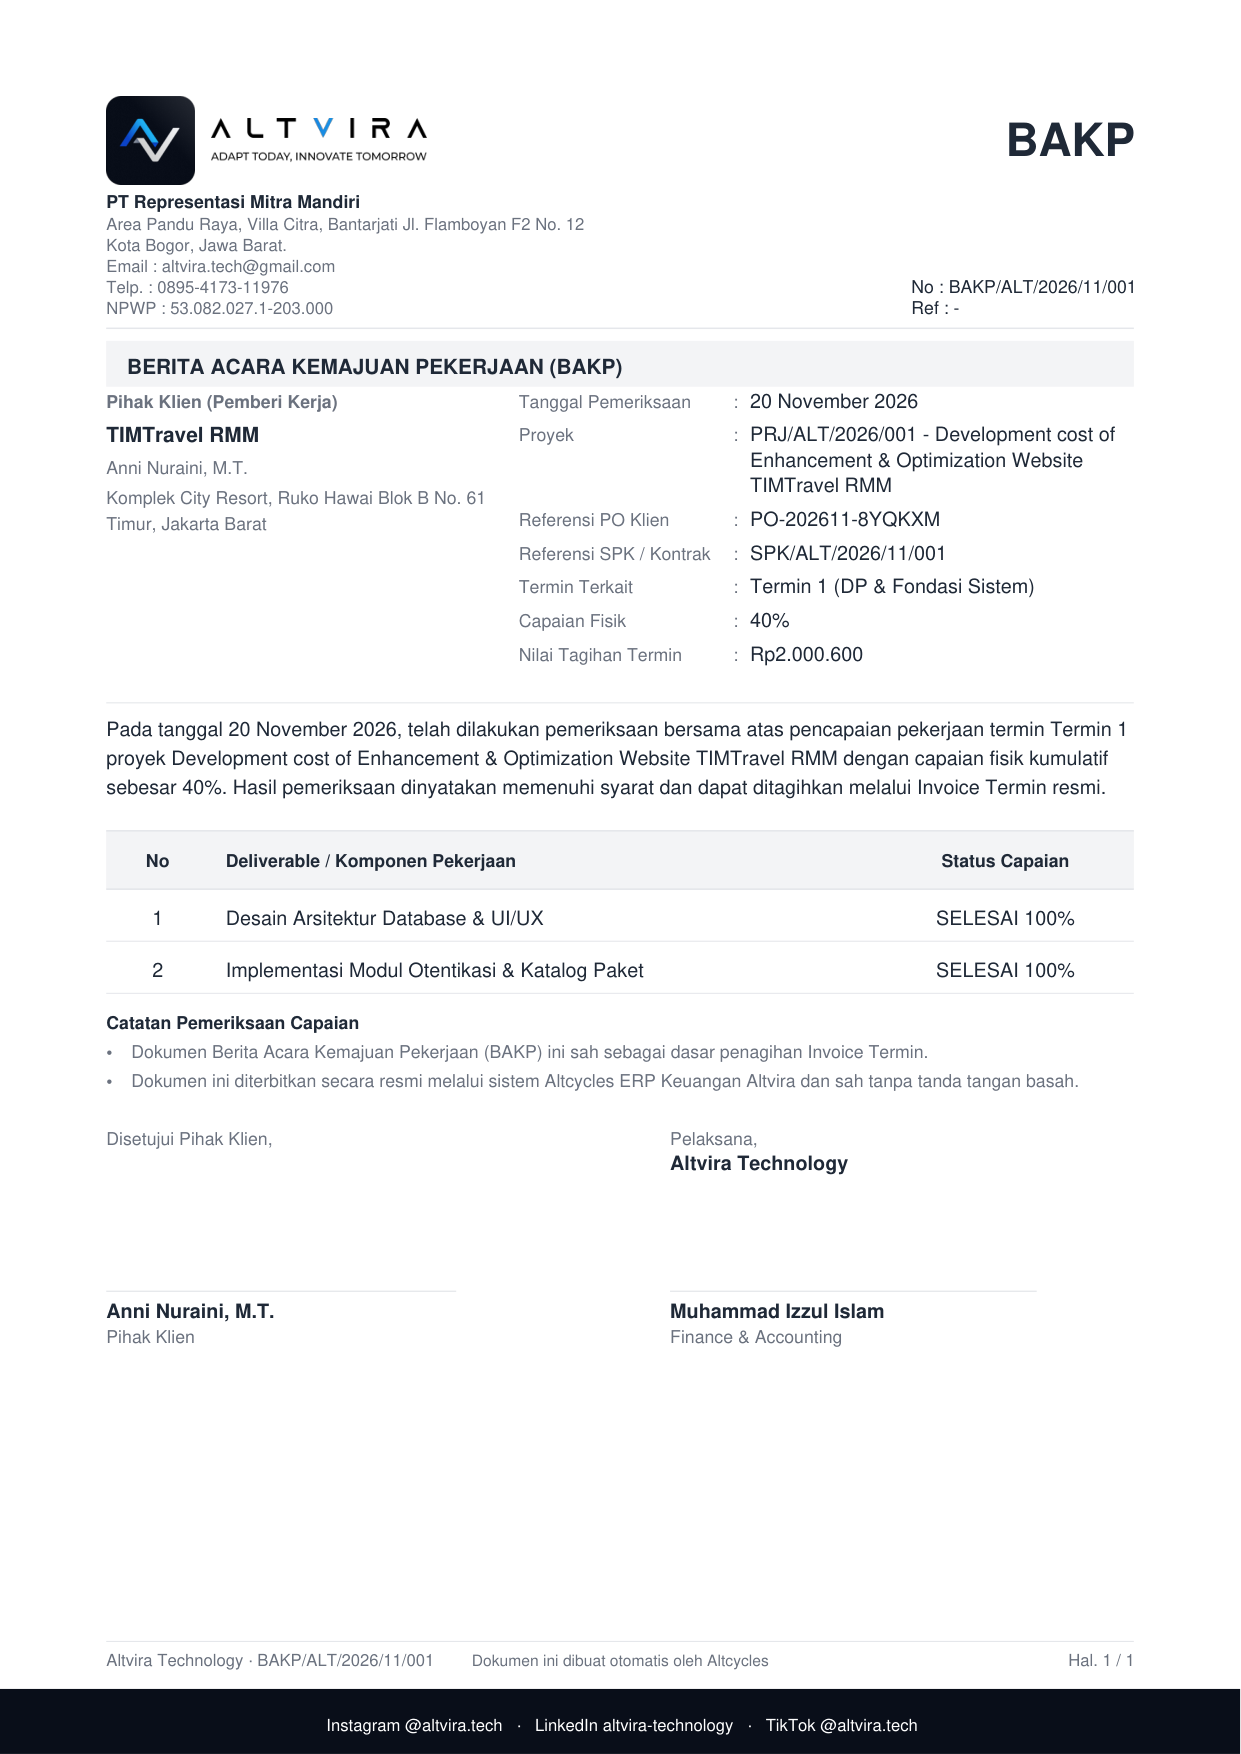 ALTVIRA
ADAPT TODAY, INNOVATE TOMORROW
BAKP
PT Representasi Mitra Mandiri
Area Pandu Raya, Villa Citra, Bantarjati Jl. Flamboyan F2 No. 12
Kota Bogor, Jawa Barat.
Email : altvira.tech@gmail.com
Telp. : 0895-4173-11976
NPWP : 53.082.027.1-203.000
No : BAKP/ALT/2026/11/001
Ref : -
BERITA ACARA KEMAJUAN PEKERJAAN (BAKP)
Pihak Klien (Pemberi Kerja)
TIMTravel RMM
Anni Nuraini, M.T.
Komplek City Resort, Ruko Hawai Blok B No. 61
Timur, Jakarta Barat
Tanggal Pemeriksaan : 20 November 2026
Proyek : PRJ/ALT/2026/001 - Development cost of
Enhancement & Optimization Website
TIMTravel RMM
Referensi PO Klien : PO-202611-8YQKXM
Referensi SPK / Kontrak : SPK/ALT/2026/11/001
Termin Terkait : Termin 1 (DP & Fondasi Sistem)
Capaian Fisik : 40%
Nilai Tagihan Termin : Rp2.000.600
Pada tanggal 20 November 2026, telah dilakukan pemeriksaan bersama atas pencapaian pekerjaan termin Termin 1
proyek Development cost of Enhancement & Optimization Website TIMTravel RMM dengan capaian fisik kumulatif
sebesar 40%. Hasil pemeriksaan dinyatakan memenuhi syarat dan dapat ditagihkan melalui Invoice Termin resmi.
No Deliverable / Komponen Pekerjaan Status Capaian
1 Desain Arsitektur Database & UI/UX SELESAI 100%
2 Implementasi Modul Otentikasi & Katalog Paket SELESAI 100%
Catatan Pemeriksaan Capaian
• Dokumen Berita Acara Kemajuan Pekerjaan (BAKP) ini sah sebagai dasar penagihan Invoice Termin.
• Dokumen ini diterbitkan secara resmi melalui sistem Altcycles ERP Keuangan Altvira dan sah tanpa tanda tangan basah.
Disetujui Pihak Klien,
Pelaksana,
Altvira Technology
Anni Nuraini, M.T.
Pihak Klien
Muhammad Izzul Islam
Finance & Accounting
Altvira Technology · BAKP/ALT/2026/11/001 Dokumen ini dibuat otomatis oleh Altcycles Hal. 1 / 1
Instagram @altvira.tech · LinkedIn altvira-technology · TikTok @altvira.tech